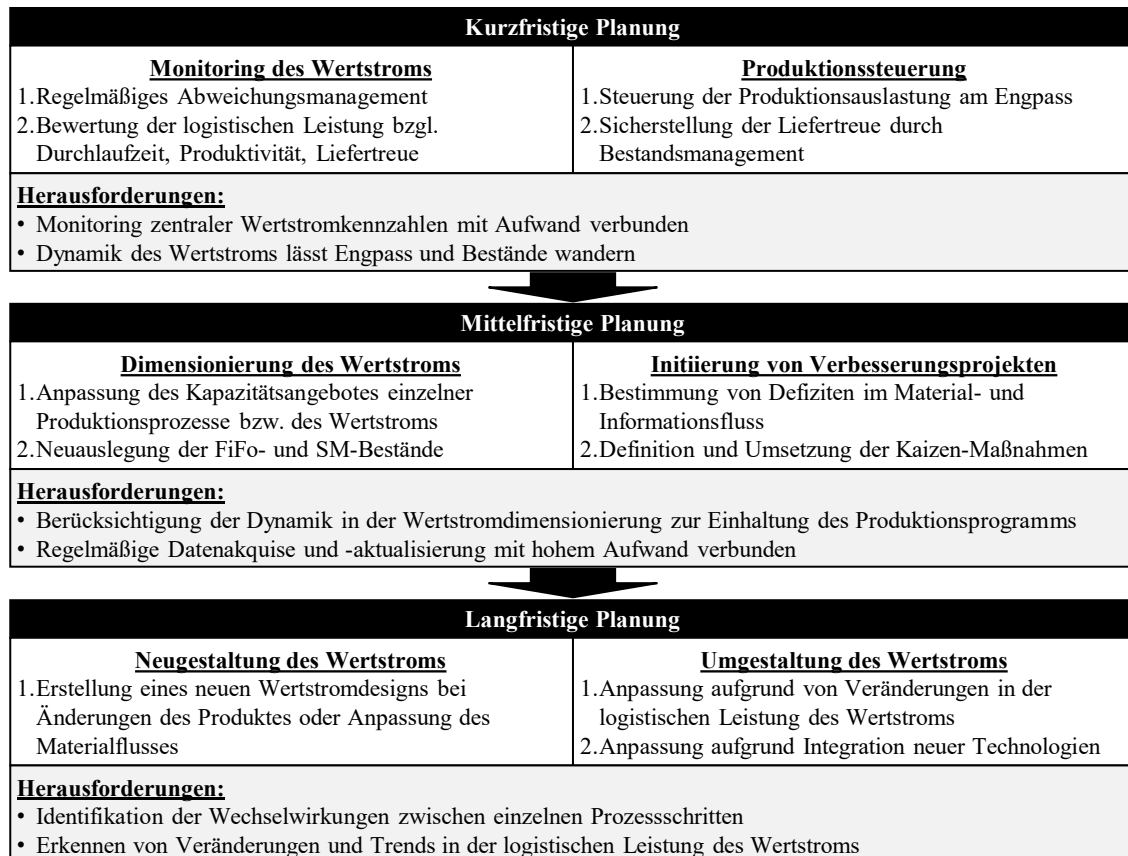 Kurzfristige Planung
Monitoring des Wertstroms
1. Regelmäßiges Abweichungsmanagement
2. Bewertung der logistischen Leistung bzgl.
Durchlaufzeit, Produktivität, Liefertreue
Produktionssteuerung
1. Steuerung der Produktionsauslastung am Engpass
2. Sicherstellung der Liefertreue durch
Bestandsmanagement
Herausforderungen:
• Monitoring zentraler Wertstromkennzahlen mit Aufwand verbunden
• Dynamik des Wertstroms lässt Engpass und Bestände wandern
Mittelfristige Planung
Dimensionierung des Wertstroms
1. Anpassung des Kapazitätsangebotes einzelner
Produktionsprozesse bzw. des Wertstroms
2. Neuauslegung der FiFo- und SM-Bestände
Initiierung von Verbesserungsprojekten
1. Bestimmung von Defiziten im Material- und
Informationsfluss
2. Definition und Umsetzung der Kaizen-Maßnahmen
Herausforderungen:
• Berücksichtigung der Dynamik in der Wertstromdimensionierung zur Einhaltung des Produktionsprogramms
• Regelmäßige Datenakquise und -aktualisierung mit hohem Aufwand verbunden
Langfristige Planung
Neugestaltung des Wertstroms
1. Erstellung eines neuen Wertstromdesigns bei
Änderungen des Produktes oder Anpassung des
Materialflusses
Umgestaltung des Wertstroms
1. Anpassung aufgrund von Veränderungen in der
logistischen Leistung des Wertstroms
2. Anpassung aufgrund Integration neuer Technologien
Herausforderungen:
• Identifikation der Wechselwirkungen zwischen einzelnen Prozessschritten
• Erkennen von Veränderungen und Trends in der logistischen Leistung des Wertstroms